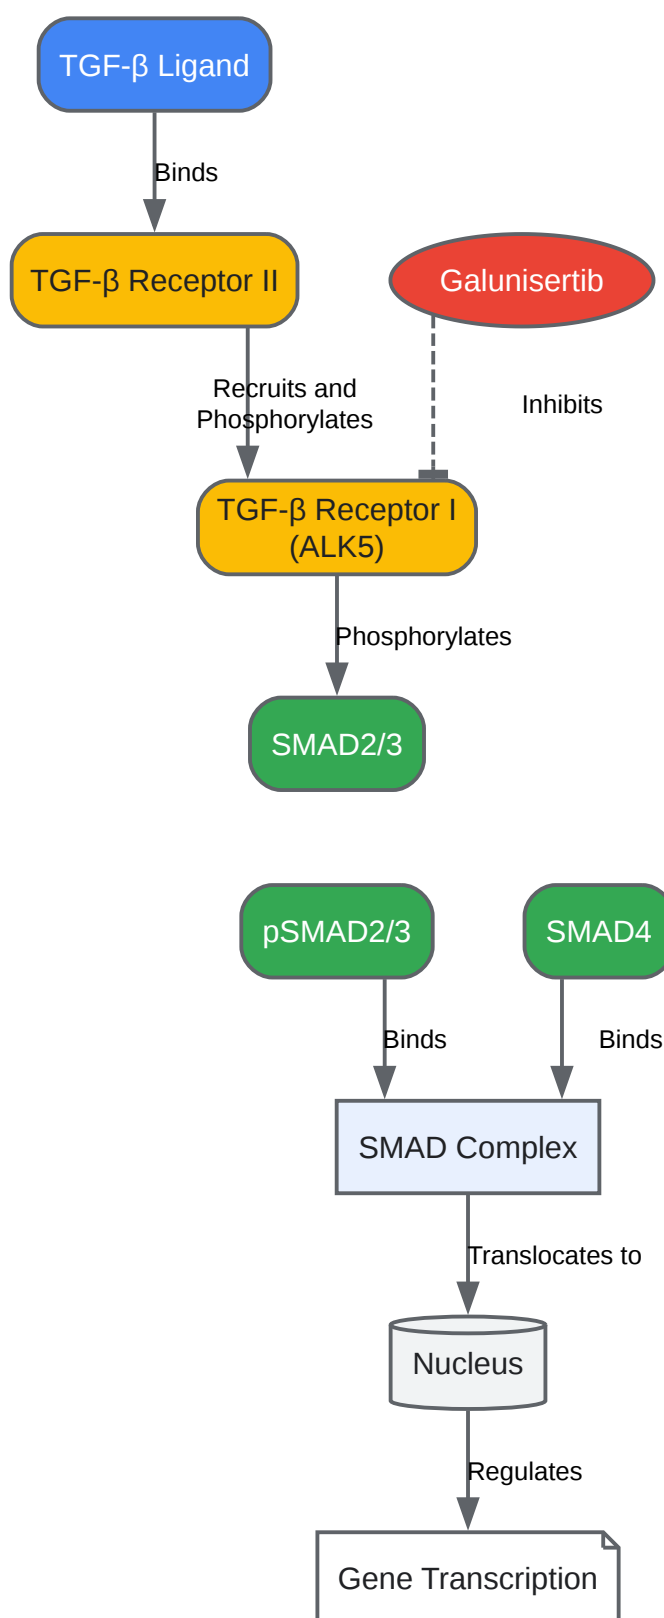 TGF-β Ligand
Binds
TGF-β Receptor II
Galunisertib
Recruits and
Phosphorylates
Inhibits
TGF-β Receptor I
(ALK5)
Phosphorylates
SMAD2/3
pSMAD2/3
SMAD4
Binds
Binds
SMAD Complex
Translocates to
Nucleus
Regulates
Gene Transcription